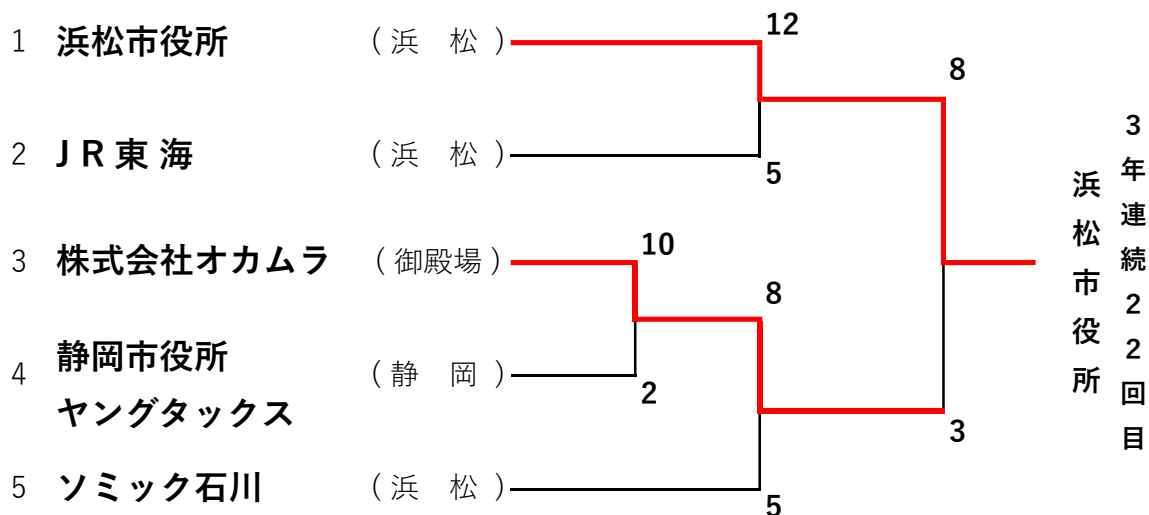 1 浜松市役所 (浜 松) 12
8
2 JR東海 (浜 松) 5
3 株式会社オカムラ (御殿場) 10
8
4 静岡市役所 ヤングタックス (静 岡) 2
3
5 ソミック石川 (浜 松) 5
3年連続22回目
浜松市役所